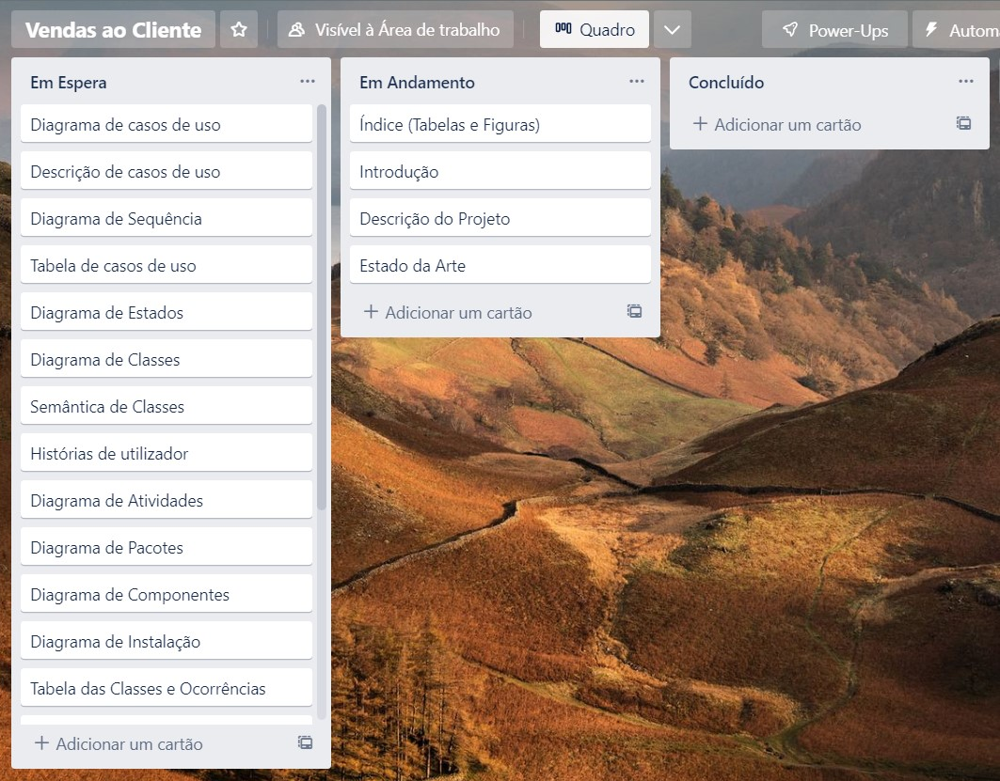 Vendas ao Cliente
Visível à Área de trabalho
Quadro
Power-Ups
Em Espera
Diagrama de casos de uso
Descrição de casos de uso
Diagrama de Sequência
Tabela de casos de uso
Diagrama de Estados
Diagrama de Classes
Semântica de Classes
Histórias de utilizador
Diagrama de Atividades
Diagrama de Pacotes
Diagrama de Componentes
Diagrama de Instalação
Tabela das Classes e Ocorrências
+ Adicionar um cartão
Em Andamento
Índice (Tabelas e Figuras)
Introdução
Descrição do Projeto
Estado da Arte
+ Adicionar um cartão
Concluído
+ Adicionar um cartão